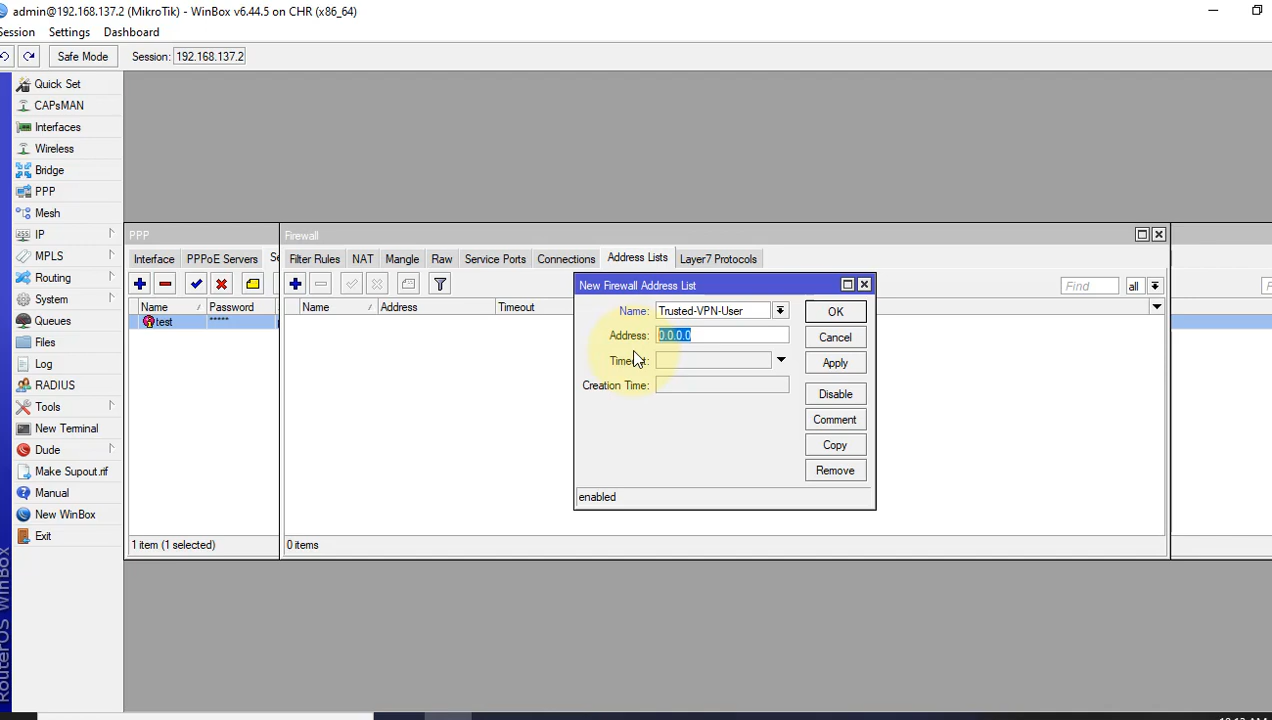 admin@192.168.137.2 (MikroTik) - WinBox v6.44.5 on CHR (x86_64)
Session Settings Dashboard
Safe Mode Session: 192.168.137.2
Quick Set
CAPsMAN
Interfaces
Wireless
Bridge
PPP
Mesh
IP
MPLS
Routing
System
Queues
Files
Log
RADIUS
Tools
New Terminal
Dude
Make Supout.rif
Manual
New WinBox
Exit
RouterOS WinBox
PPP
Interface PPPoE Servers
Name Password
test *****
1 item (1 selected)
Firewall
Filter Rules NAT Mangle Raw Service Ports Connections Address Lists Layer7 Protocols
Find all
Name Address Timeout
0 items
New Firewall Address List
Name: Trusted-VPN-User
Address: 0.0.0.0
Timeout:
Creation Time:
OK
Cancel
Apply
Disable
Comment
Copy
Remove
enabled